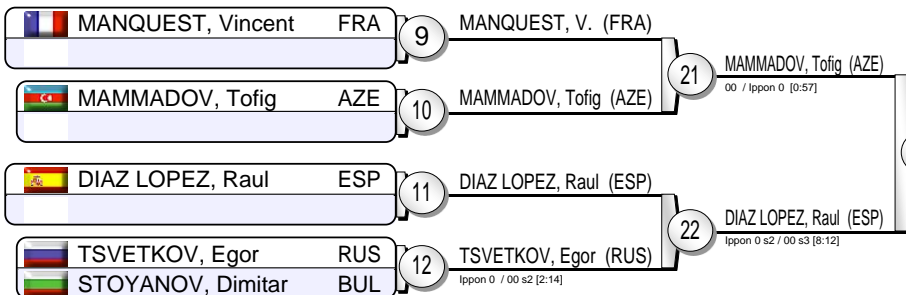 MANQUEST, Vincent FRA
9
MANQUEST, V. (FRA)
21
MAMMADOV, Tofig (AZE)
00 / Ippon 0 [0:57]
MAMMADOV, Tofig AZE
10
MAMMADOV, Tofig (AZE)
DIAZ LOPEZ, Raul ESP
11
DIAZ LOPEZ, Raul (ESP)
22
DIAZ LOPEZ, Raul (ESP)
Ippon 0 s2 / 00 s3 [8:12]
TSVETKOV, Egor RUS
12
TSVETKOV, Egor (RUS)
Ippon 0 / 00 s2 [2:14]
STOYANOV, Dimitar BUL